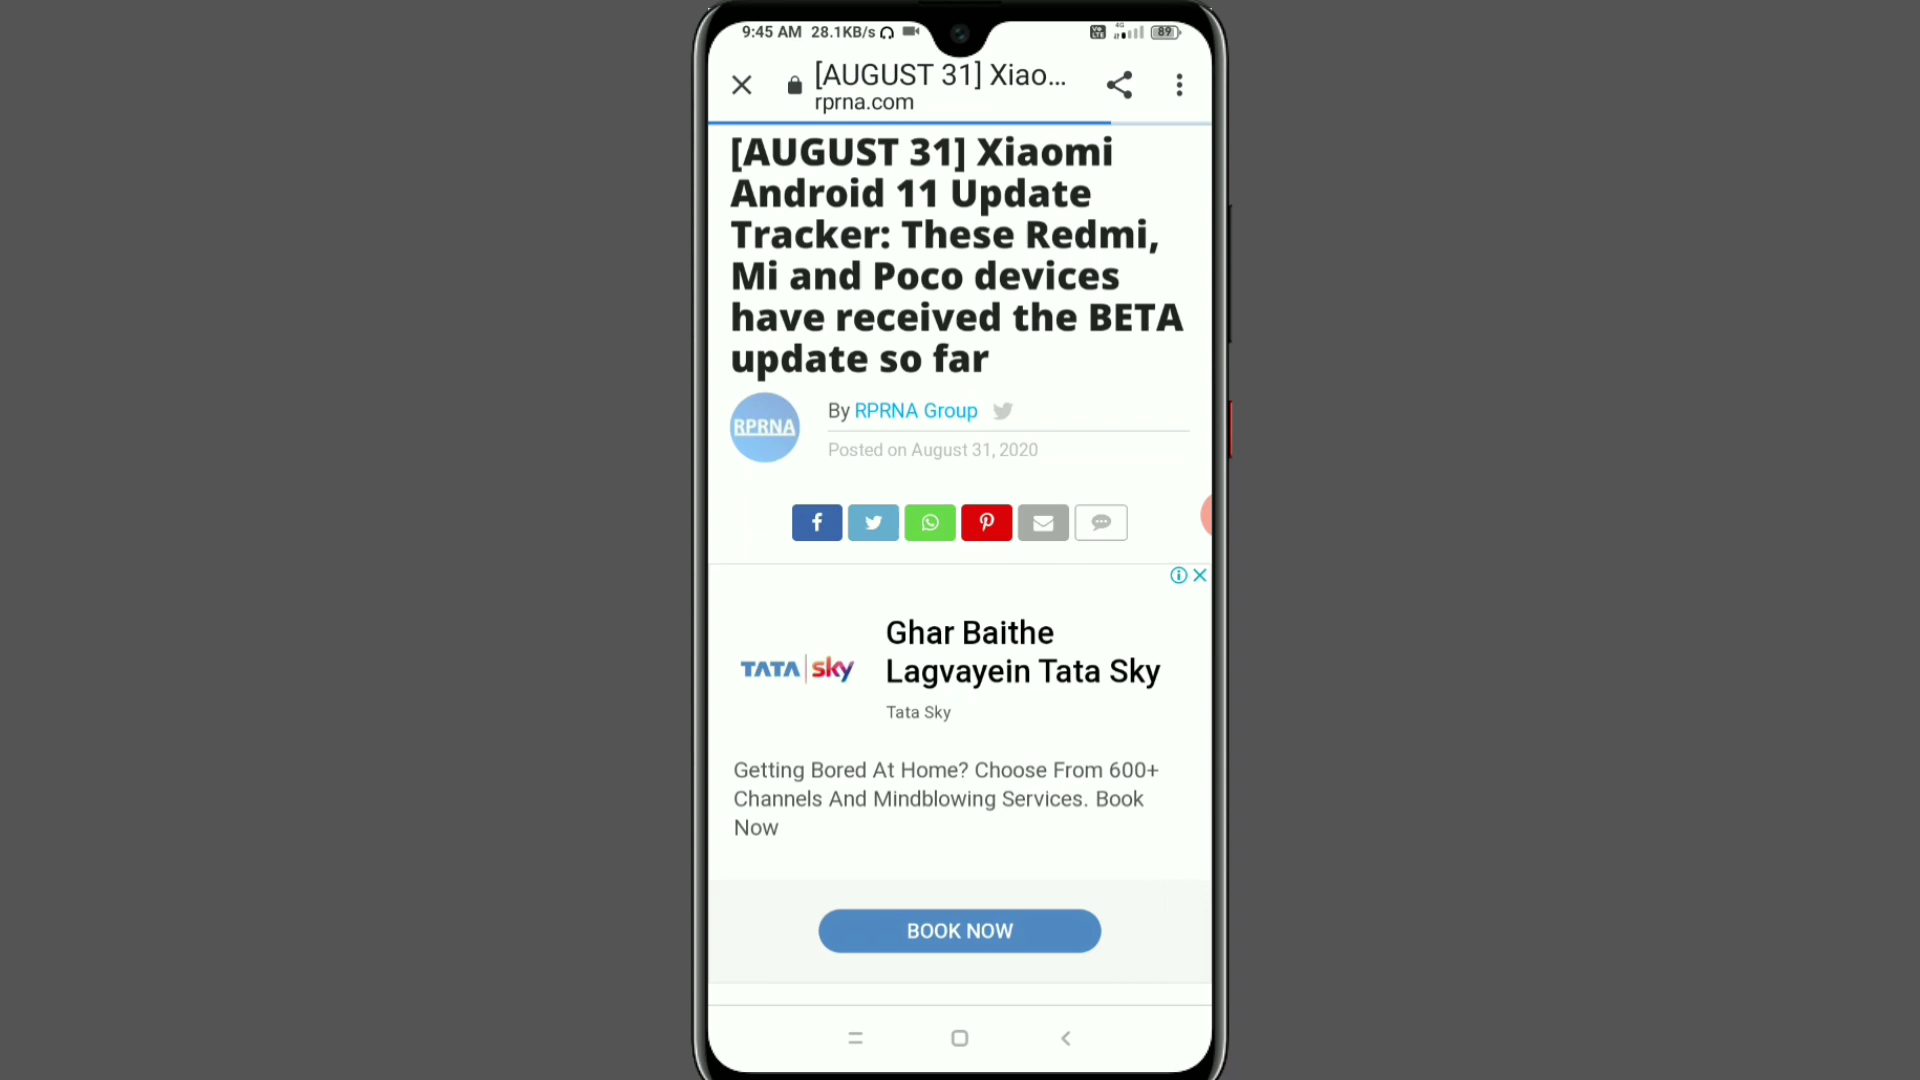 9:45 AM 28.1KB/s 4G 89
[AUGUST 31] Xiao...
rprna.com
[AUGUST 31] Xiaomi
Android 11 Update
Tracker: These Redmi,
Mi and Poco devices
have received the BETA
update so far
RPRNA
By RPRNA Group
Posted on August 31, 2020
Ghar Baithe
Lagvayein Tata Sky
TATA sky
Tata Sky
Getting Bored At Home? Choose From 600+
Channels And Mindblowing Services. Book
Now
BOOK NOW